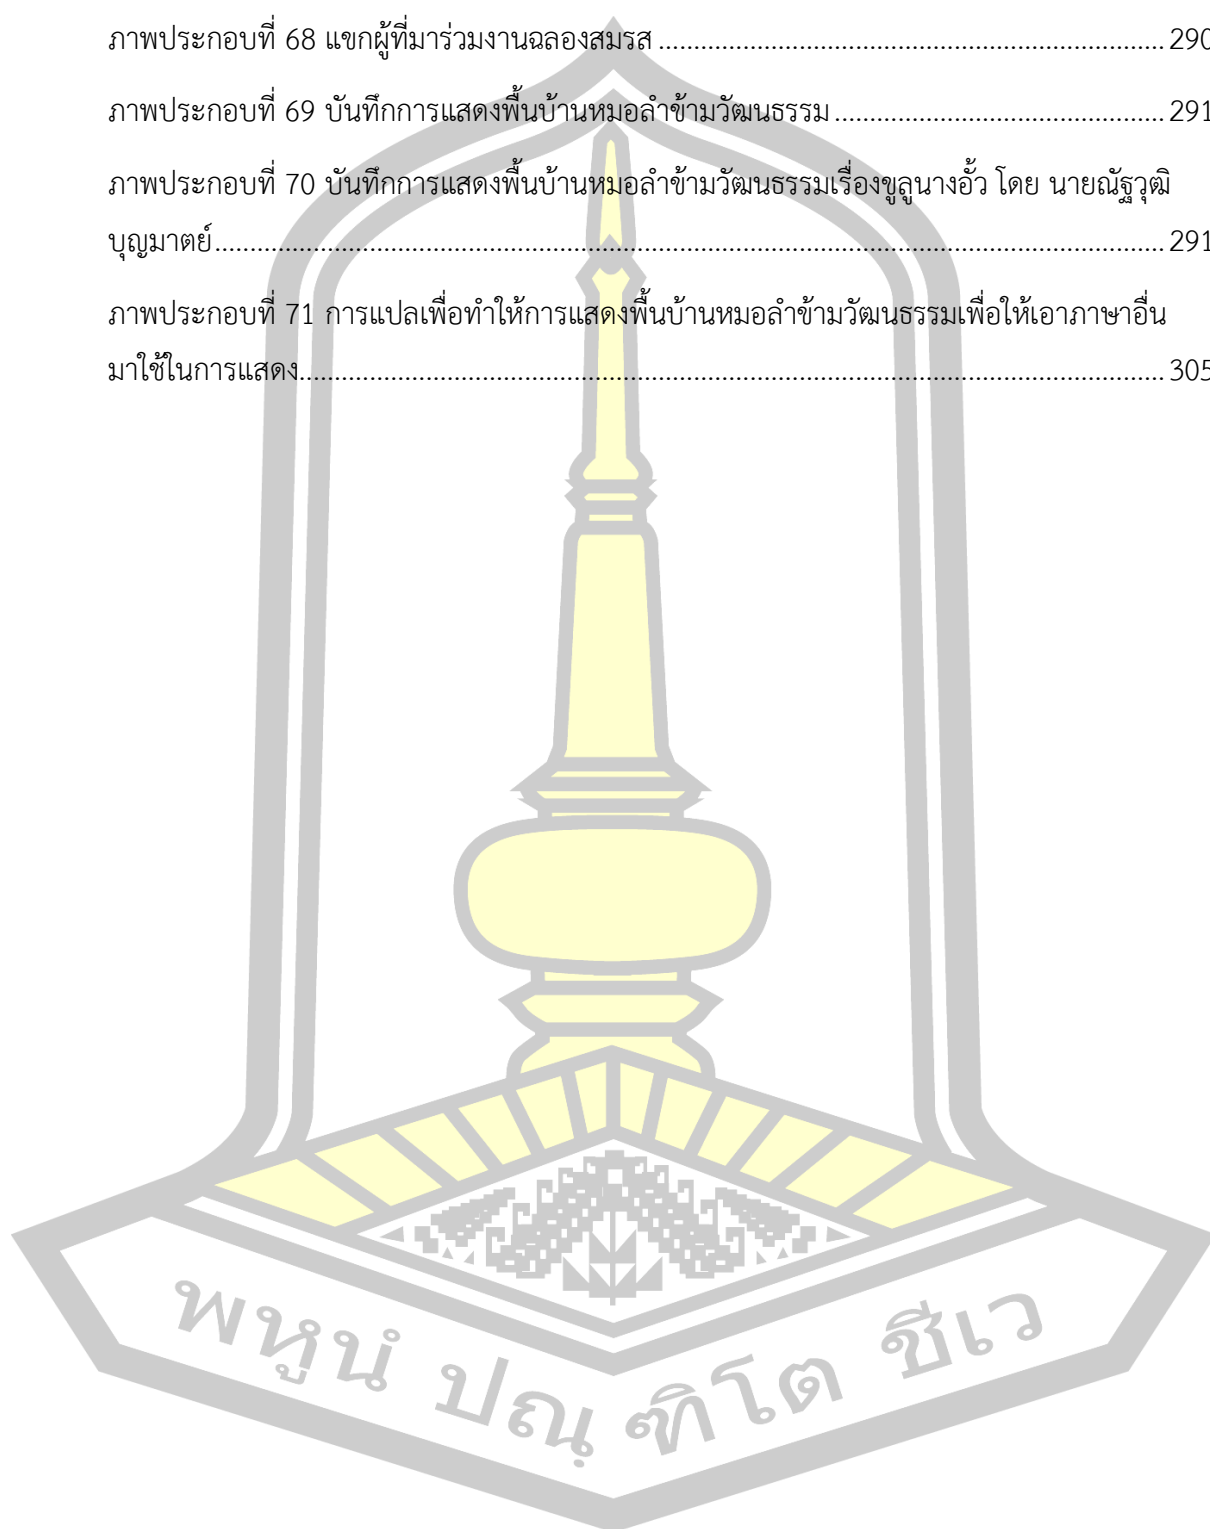 ภาพประกอบที่ 68 แขกผู้ที่มาร่วมงานฉลองสมรส ........................................................................ 290
ภาพประกอบที่ 69 บันทึกการแสดงพื้นบ้านหมอลำข้ามวัฒนธรรม ............................................... 291
ภาพประกอบที่ 70 บันทึกการแสดงพื้นบ้านหมอลำข้ามวัฒนธรรมเรื่องขูลูนางอั้ว โดย นายณัฐวุฒิ
บุญมาตย์ ....................................................................................................................................... 291
ภาพประกอบที่ 71 การแปลเพื่อทำให้การแสดงพื้นบ้านหมอลำข้ามวัฒนธรรมเพื่อให้เอาภาษาอื่น
มาใช้ในการแสดง........................................................................................................................... 305
พหูนํ ปณฺฑิโต ชีเว